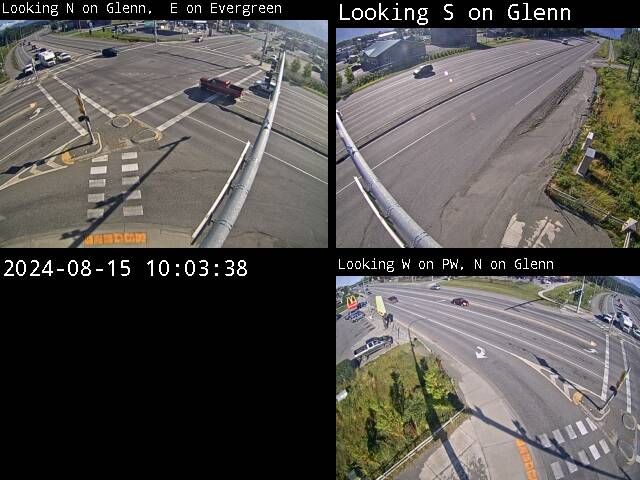 Looking N on Glenn,  E on Evergreen
Looking S on Glenn
2024-08-15 10:03:38
Looking W on PW, N on Glenn